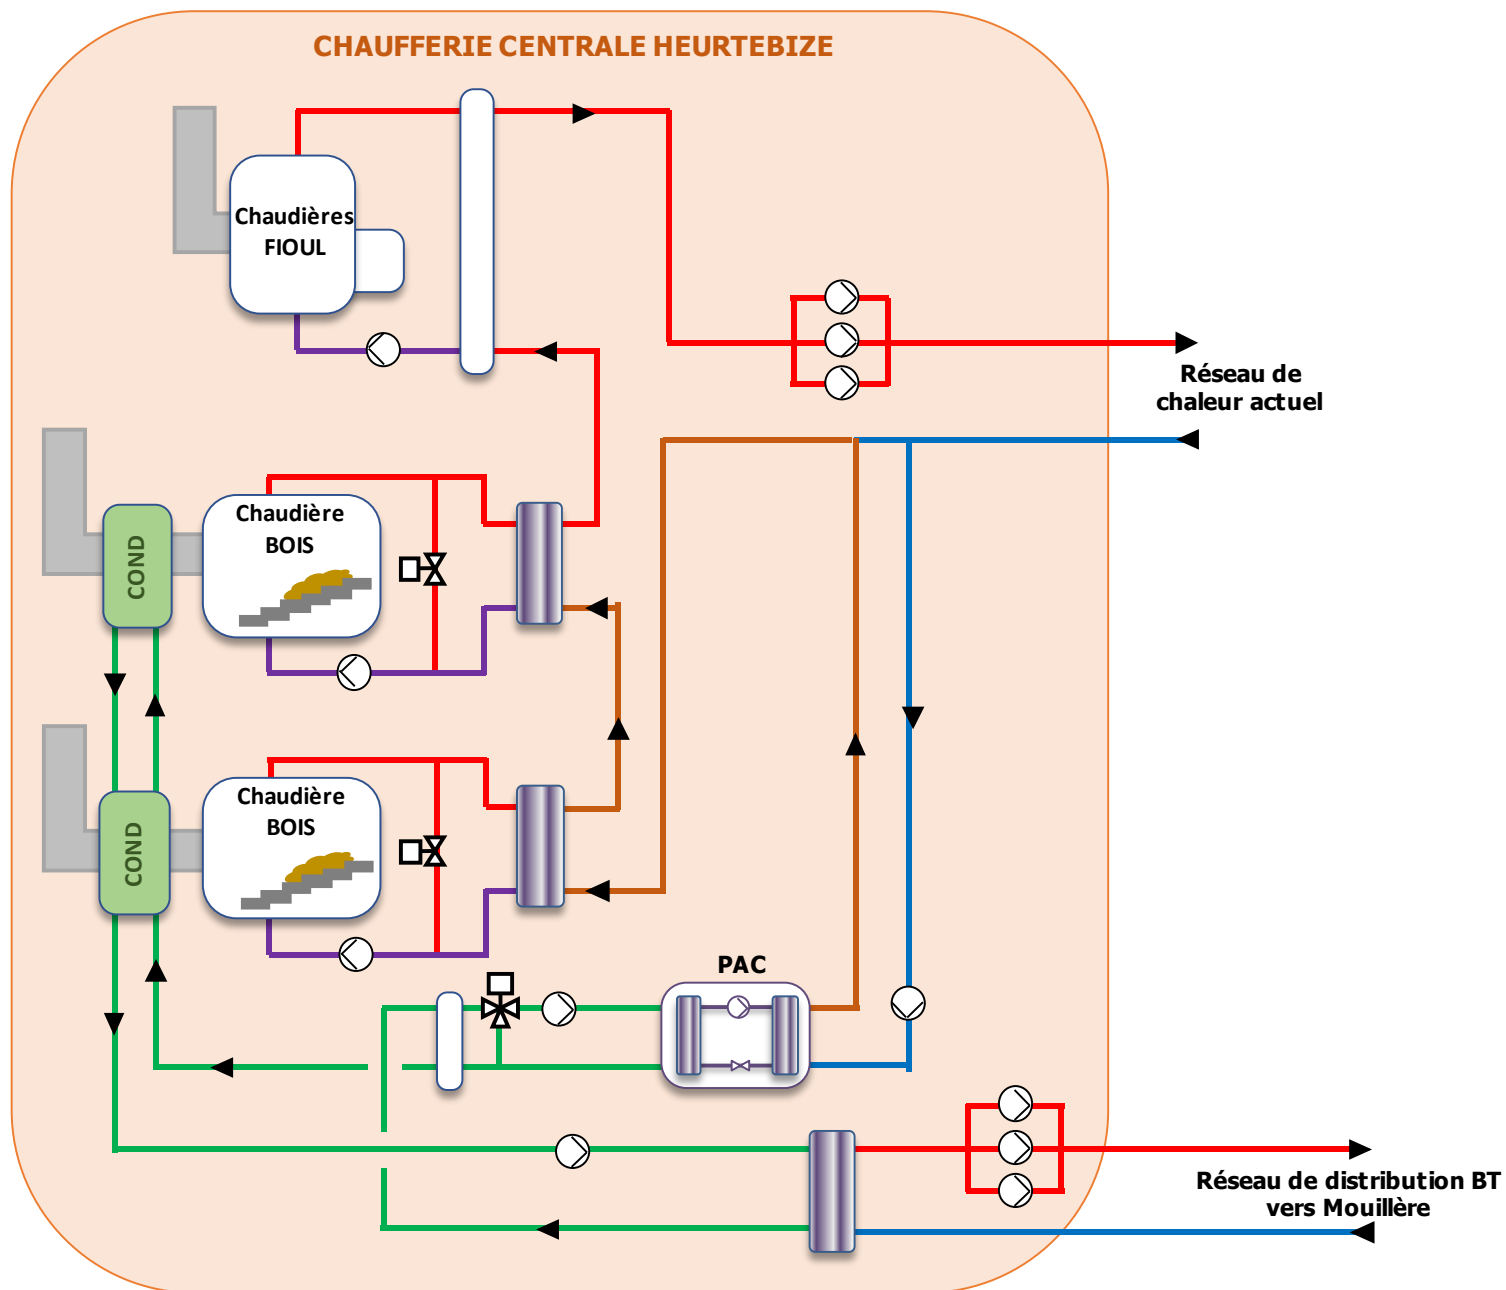 CHAUFFERIE CENTRALE HEURTEBIZE
Chaudières
FIOUL
Réseau de
chaleur actuel
COND
Chaudière
BOIS
COND
Chaudière
BOIS
PAC
Réseau de distribution BT
vers Mouillère